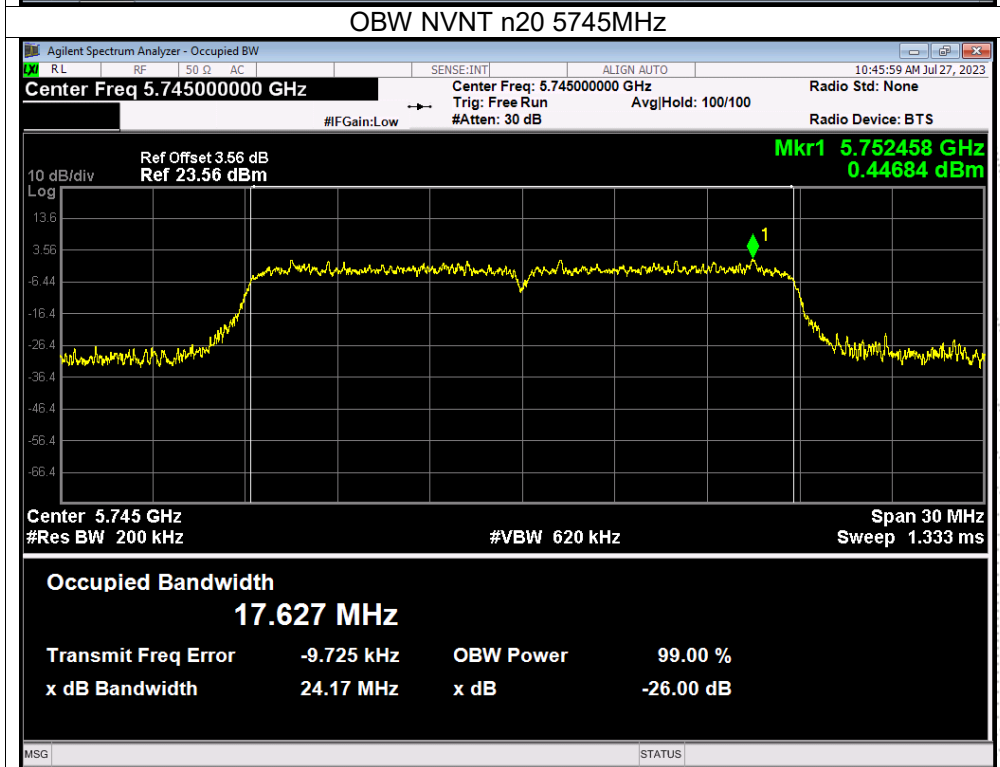 OBW NVNT n20 5745MHz
Agilent Spectrum Analyzer - Occupied BW
LXI RL RF 50 Ω AC SENSE:INT ALIGN AUTO 10:45:59 AM Jul 27, 2023
Center Freq 5.745000000 GHz
Center Freq: 5.745000000 GHz Radio Std: None
Trig: Free Run Avg|Hold: 100/100
#IFGain:Low #Atten: 30 dB Radio Device: BTS
Mkr1 5.752458 GHz
0.44684 dBm
Ref Offset 3.56 dB
10 dB/div Ref 23.56 dBm
Log
13.6
1
3.56
-6.44
-16.4
-26.4
-36.4
-46.4
-56.4
-66.4
Center 5.745 GHz Span 30 MHz
#Res BW 200 kHz #VBW 620 kHz Sweep 1.333 ms
Occupied Bandwidth
17.627 MHz
Transmit Freq Error -9.725 kHz OBW Power 99.00 %
x dB Bandwidth 24.17 MHz x dB -26.00 dB
MSG STATUS